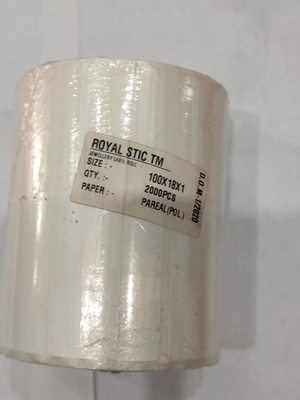 ROYAL STIC TM
JEWELLERY LABEL ROLL
SIZE :- 100X18X1
QTY. :- 2000PCS
PAPER :- PAREAL(POL.)
D.O.M.1/2020